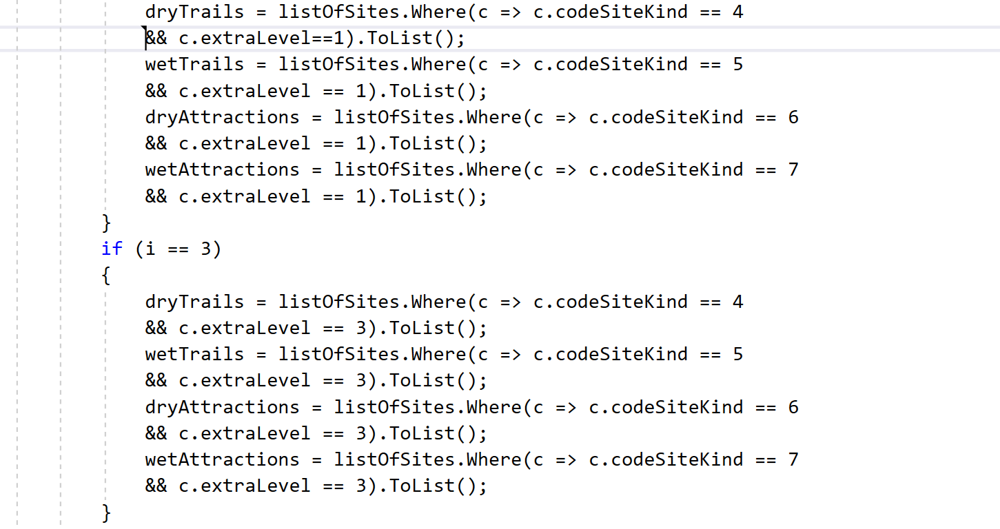 dryTrails = listOfSites.Where(c => c.codeSiteKind == 4
&& c.extraLevel==1).ToList();
wetTrails = listOfSites.Where(c => c.codeSiteKind == 5
&& c.extraLevel == 1).ToList();
dryAttractions = listOfSites.Where(c => c.codeSiteKind == 6
&& c.extraLevel == 1).ToList();
wetAttractions = listOfSites.Where(c => c.codeSiteKind == 7
&& c.extraLevel == 1).ToList();
}
if (i == 3)
{
dryTrails = listOfSites.Where(c => c.codeSiteKind == 4
&& c.extraLevel == 3).ToList();
wetTrails = listOfSites.Where(c => c.codeSiteKind == 5
&& c.extraLevel == 3).ToList();
dryAttractions = listOfSites.Where(c => c.codeSiteKind == 6
&& c.extraLevel == 3).ToList();
wetAttractions = listOfSites.Where(c => c.codeSiteKind == 7
&& c.extraLevel == 3).ToList();
}